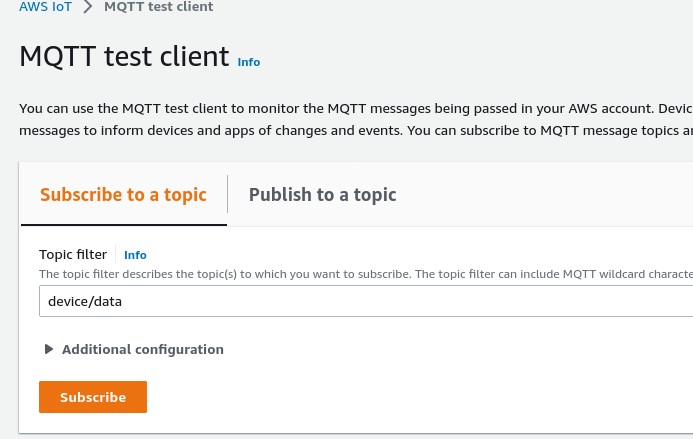 AWS IoT > MQTT test client
MQTT test client Info
You can use the MQTT test client to monitor the MQTT messages being passed in your AWS account. Devic
messages to inform devices and apps of changes and events. You can subscribe to MQTT message topics a
Subscribe to a topic Publish to a topic
Topic filter Info
The topic filter describes the topic(s) to which you want to subscribe. The topic filter can include MQTT wildcard characte
device/data
Additional configuration
Subscribe